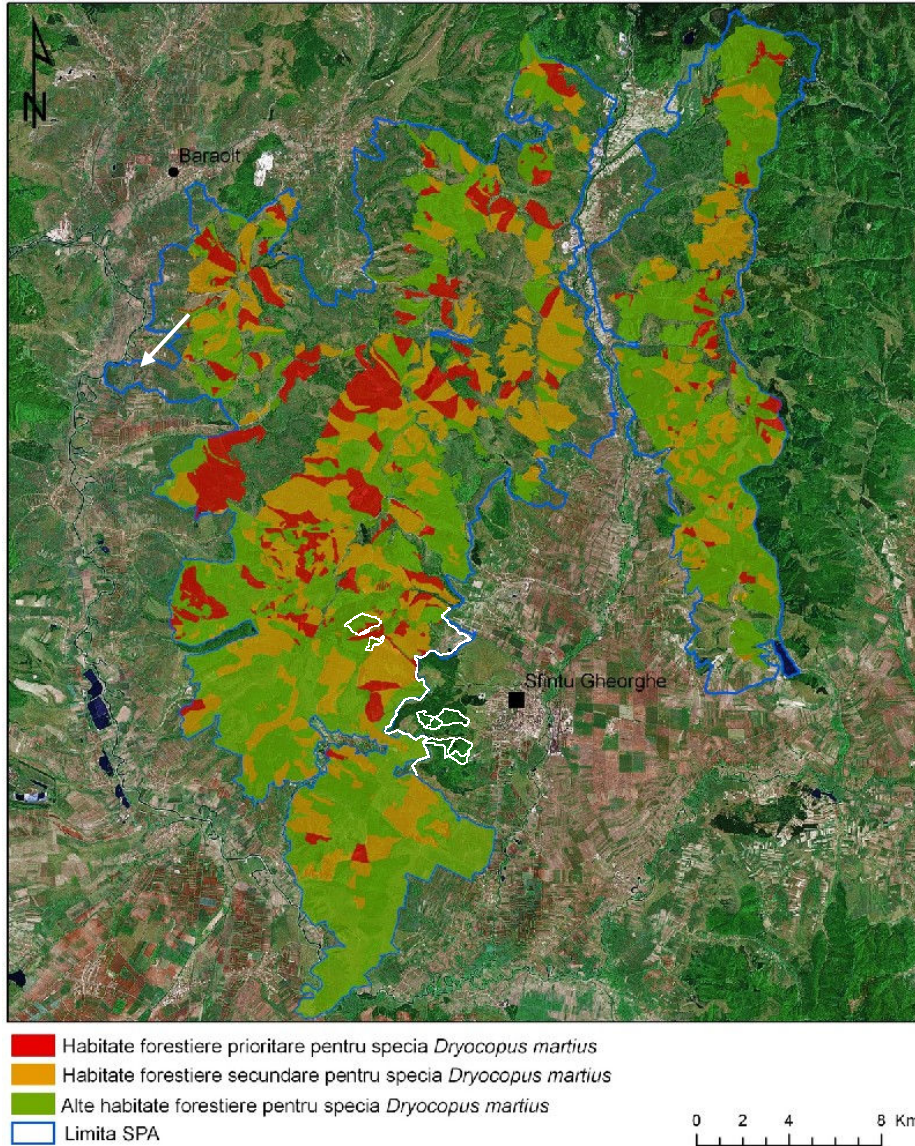 N
Baraolt
Sfintu Gheorghe
Habitate forestiere prioritare pentru specia Dryocopus martius
Habitate forestiere secundare pentru specia Dryocopus martius
Alte habitate forestiere pentru specia Dryocopus martius
Limita SPA
0 2 4 8 Km